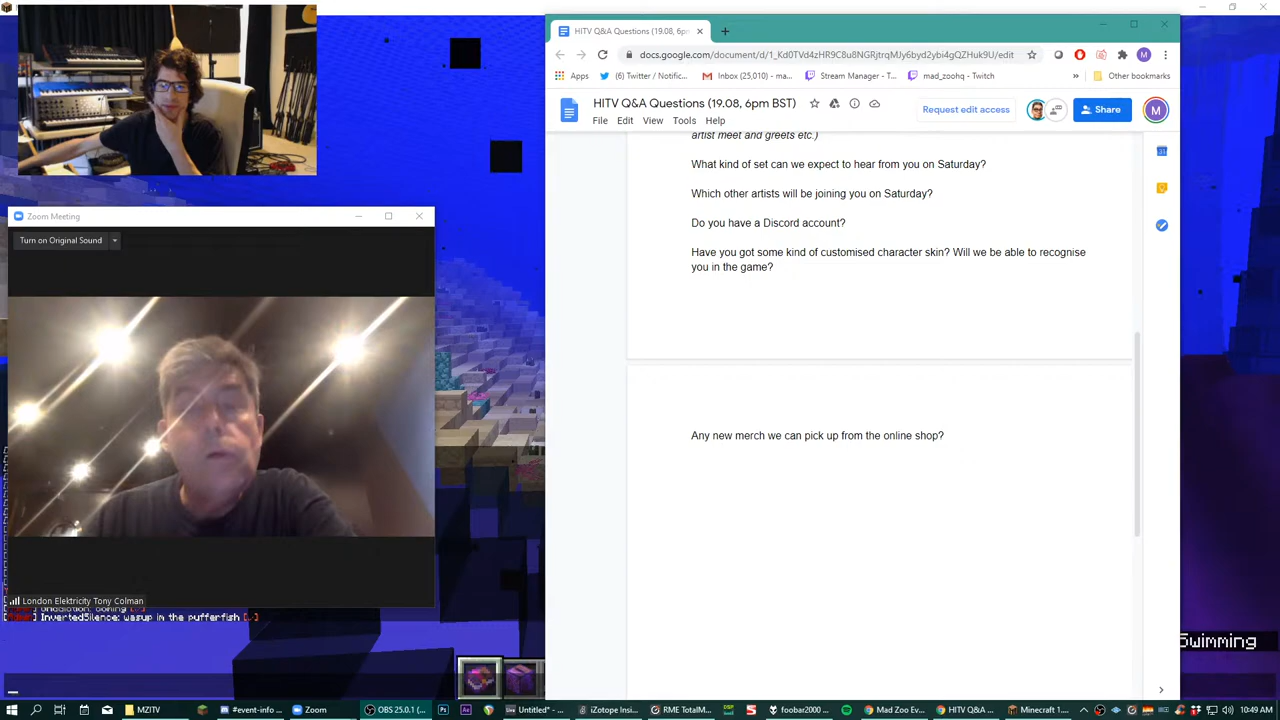 HITV Q&A Questions (19.08, 6pm
docs.google.com/document/d/1_Kd0TVd4zHR9C8u8NGRjtrqMJy6byd2ybi4gQZHuk9U/edit
Apps
(6) Twitter / Notific...
Inbox (25,010) - ma...
Stream Manager - T...
mad_zoohq - Twitch
»
Other bookmarks
HITV Q&A Questions (19.08, 6pm BST)
File Edit View Tools Help
Request edit access
Share
M
artist meet and greets etc.)
What kind of set can we expect to hear from you on Saturday?
Which other artists will be joining you on Saturday?
Do you have a Discord account?
Have you got some kind of customised character skin? Will we be able to recognise
you in the game?
Any new merch we can pick up from the online shop?
Zoom Meeting
Turn on Original Sound
London Elektricity Tony Colman
InvertedSilence: wasup im the pufferfish
Swimming
MZITV
#event-info ...
Zoom
OBS 25.0.1 (...
Untitled* - ...
iZotope Insi...
RME TotalM...
foobar2000 ...
Mad Zoo Ev...
HITV Q&A ...
Minecraft 1....
10:49 AM